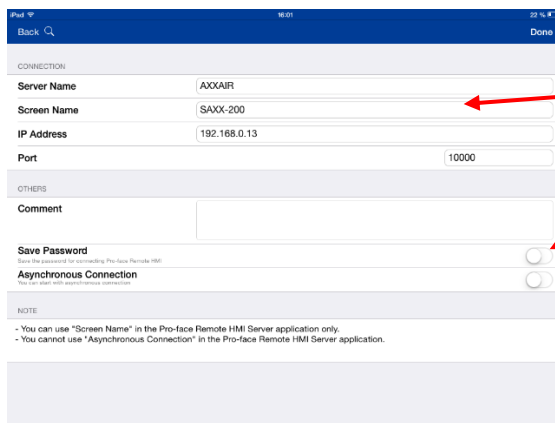 iPad 16:01 22 %
Back Done
CONNECTION
Server Name AXXAIR
Screen Name SAXX-200
IP Address 192.168.0.13
Port 10000
OTHERS
Comment
Save Password
Save the password for connecting Pro-face Remote HMI
Asynchronous Connection
You can start with asynchronous connection
NOTE
- You can use "Screen Name" in the Pro-face Remote HMI Server application only.
- You cannot use "Asynchronous Connection" in the Pro-face Remote HMI Server application.